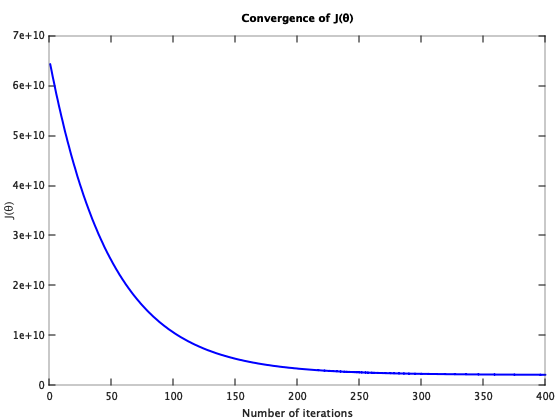 Convergence of J(θ)
7e+10
6e+10
5e+10
4e+10
3e+10
2e+10
1e+10
0
J(θ)
0 50 100 150 200 250 300 350 400
Number of iterations